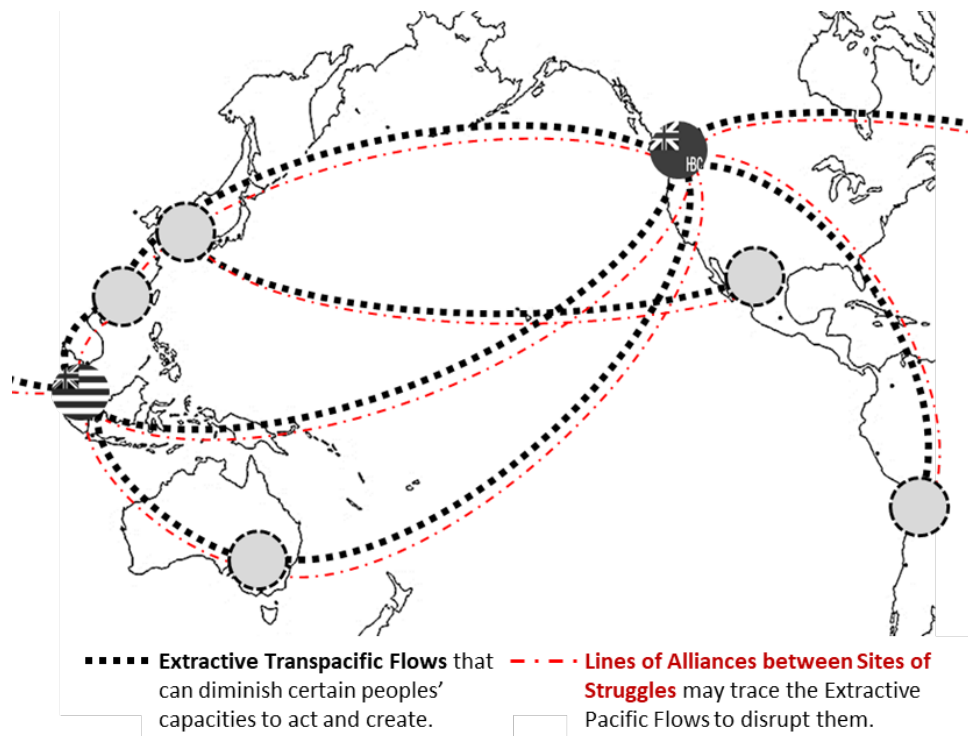 HBC
Extractive Transpacific Flows that
can diminish certain peoples'
capacities to act and create.
Lines of Alliances between Sites of
Struggles may trace the Extractive
Pacific Flows to disrupt them.